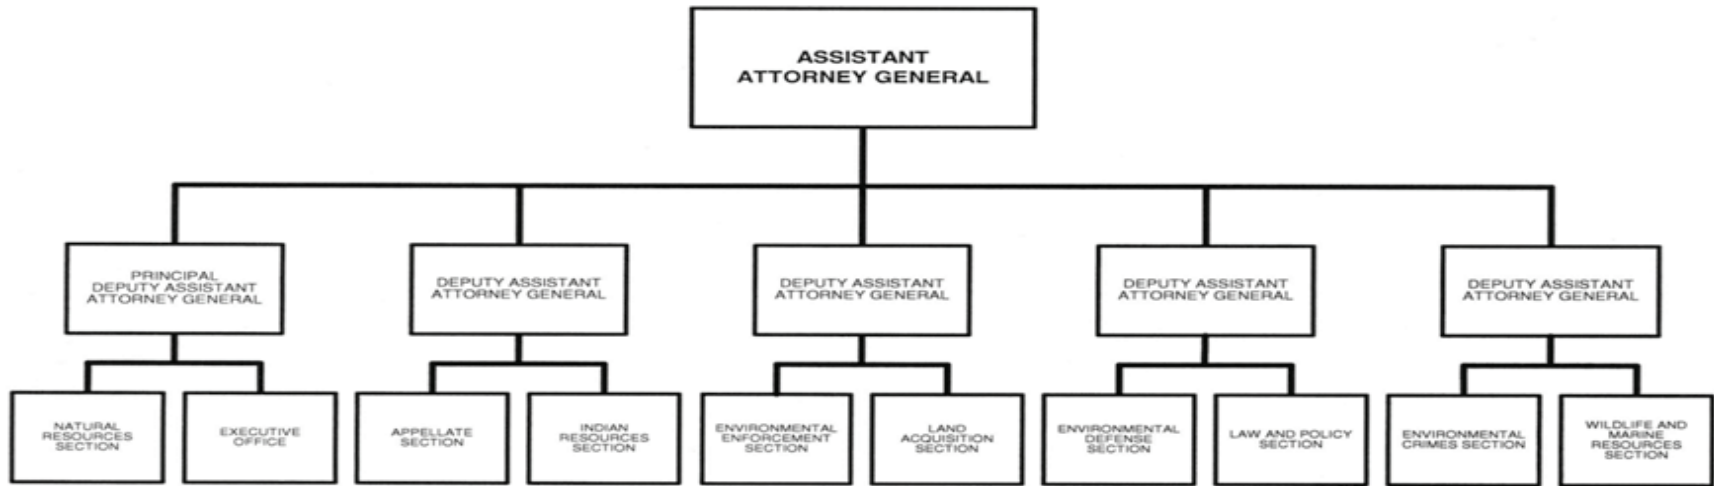 ASSISTANT
ATTORNEY GENERAL
PRINCIPAL
DEPUTY ASSISTANT
ATTORNEY GENERAL
DEPUTY ASSISTANT
ATTORNEY GENERAL
DEPUTY ASSISTANT
ATTORNEY GENERAL
DEPUTY ASSISTANT
ATTORNEY GENERAL
DEPUTY ASSISTANT
ATTORNEY GENERAL
NATURAL
RESOURCES
SECTION
EXECUTIVE
OFFICE
APPELLATE
SECTION
INDIAN
RESOURCES
SECTION
ENVIRONMENTAL
ENFORCEMENT
SECTION
LAND
ACQUISITION
SECTION
ENVIRONMENTAL
DEFENSE
SECTION
LAW AND POLICY
SECTION
ENVIRONMENTAL
CRIMES SECTION
WILDLIFE AND
MARINE
RESOURCES
SECTION